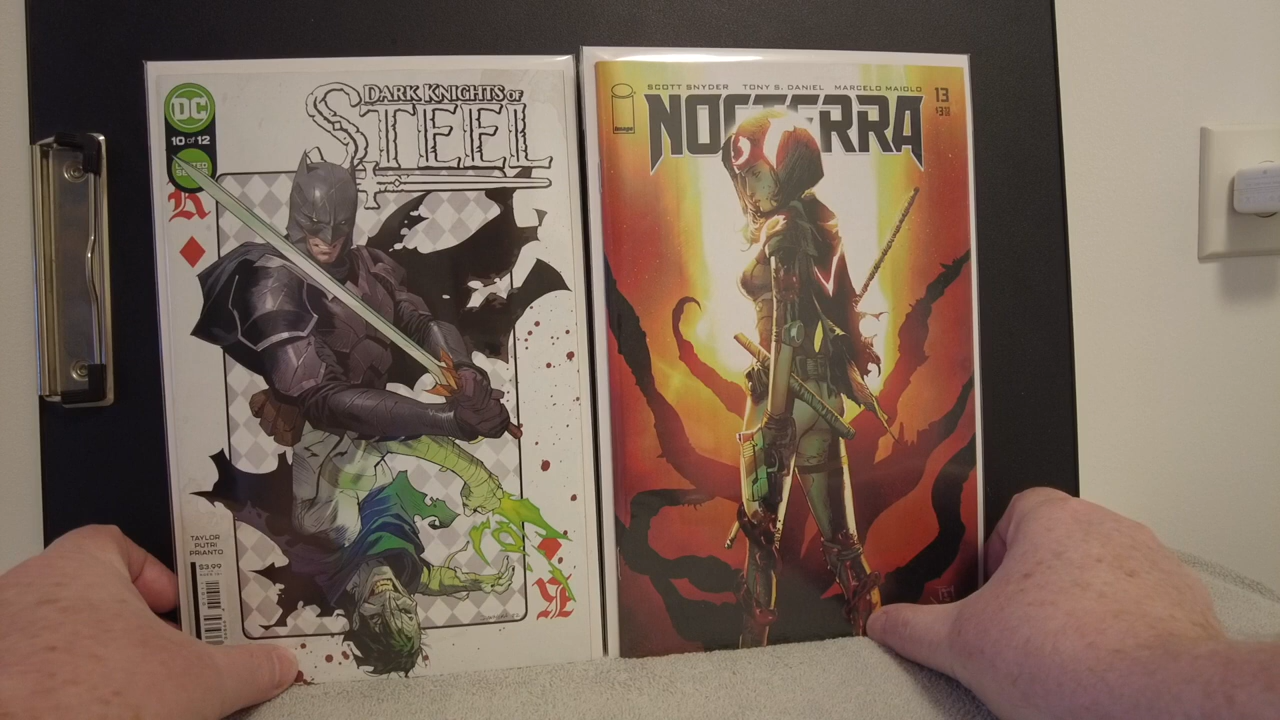 DC
10 of 12
LIMITED
SERIES
DARK KNIGHTS OF
STEEL
K
TAYLOR
PUTRI
PRIANTO
$3.99
K
image
SCOTT SNYDER TONY S. DANIEL MARCELO MAIOLO
NOCTERRA
13
$3.99